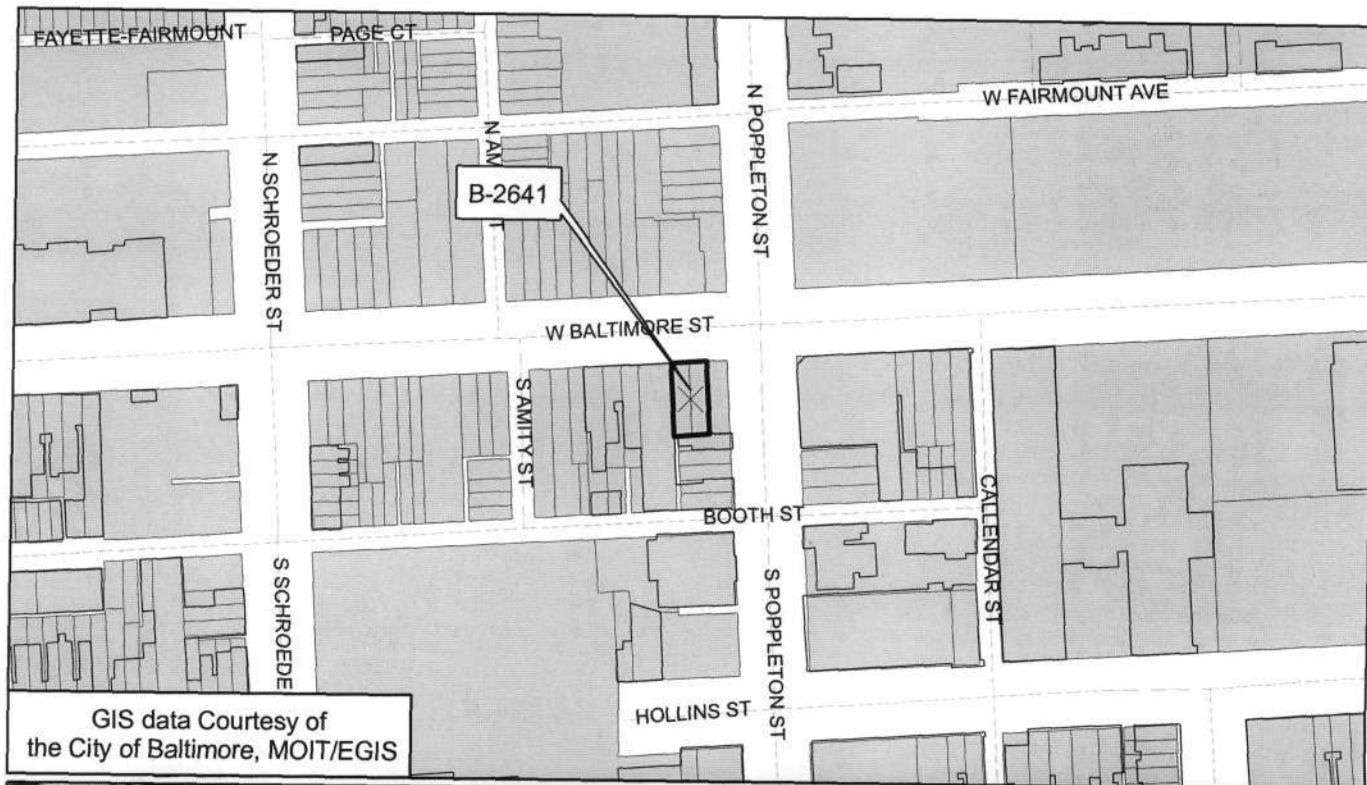 FAYETTE-FAIRMOUNT
PAGE CT
W FAIRMOUNT AVE
N SCHROEDER ST
N POPPLETON ST
B-2641
W BALTIMORE ST
S AMITY ST
BOOTH ST
CALLENDAR ST
S POPPLETON ST
HOLLINS ST
GIS data Courtesy of
the City of Baltimore, MOIT/EGIS